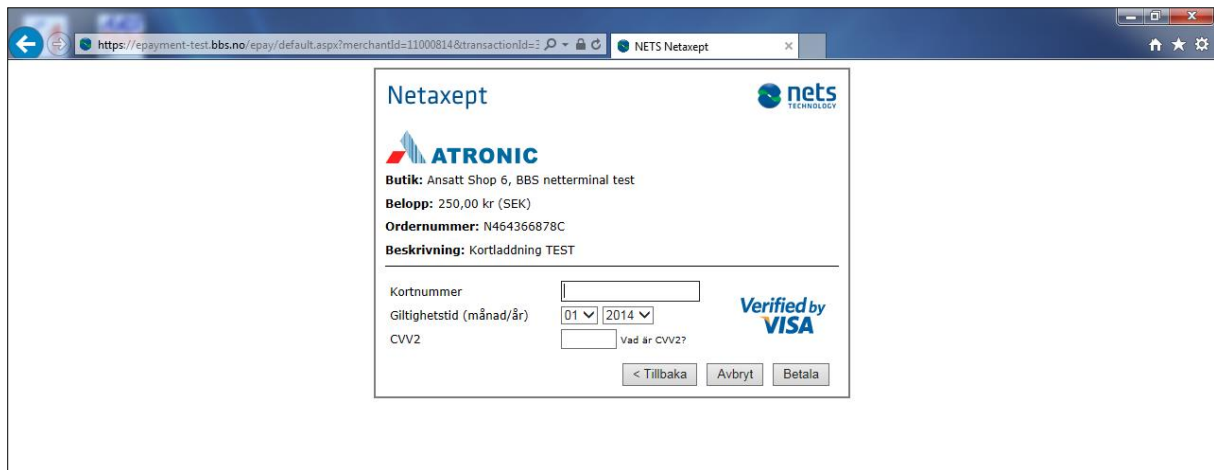 https://epayment-test.bbs.no/epay/default.aspx?merchantId=11000814&transactionId=
NETS Netaxept
Netaxept
nets
TECHNOLOGY
ATRONIC
Butik: Ansatt Shop 6, BBS netterminal test
Belopp: 250,00 kr (SEK)
Ordernummer: N464366878C
Beskrivning: Kortladdning TEST
Kortnummer
Giltighetstid (månad/år) 01 2014
Verified by
VISA
CVV2 Vad är CVV2?
< Tillbaka Avbryt Betala